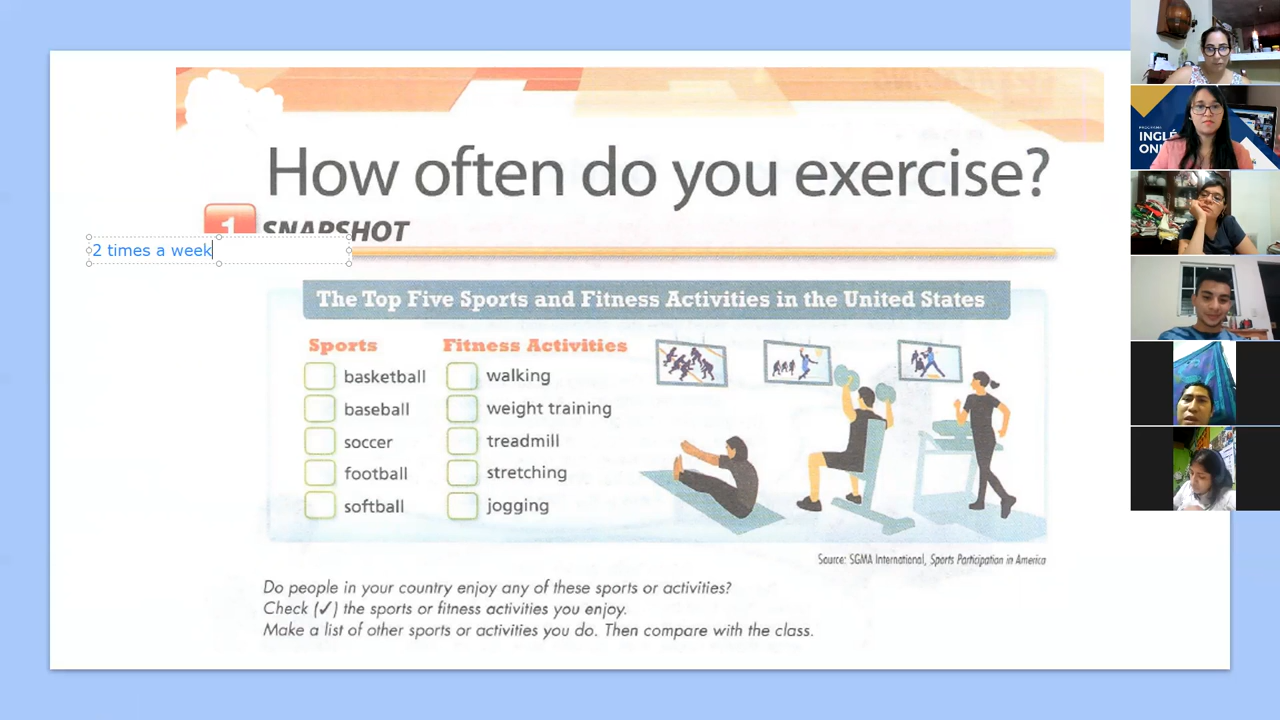 How often do you exercise?
1 SNAPSHOT
2 times a week
The Top Five Sports and Fitness Activities in the United States
Sports
Fitness Activities
basketball
walking
baseball
weight training
soccer
treadmill
football
stretching
softball
jogging
Source: SGMA International, Sports Participation in America
Do people in your country enjoy any of these sports or activities?
Check (✓) the sports or fitness activities you enjoy.
Make a list of other sports or activities you do. Then compare with the class.
INGLÉ